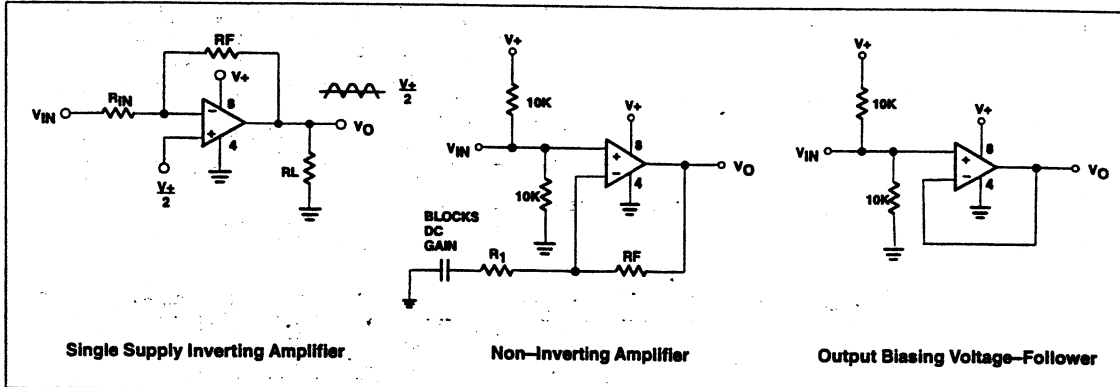 RF
V+
8
RIN
VIN
−
+
4
V+
2
V+
2
VO
RL
Single Supply Inverting Amplifier
V+
10K
V+
8
VIN
+
−
4
VO
10K
BLOCKS
DC
GAIN
R1
RF
Non–Inverting Amplifier
V+
10K
V+
8
VIN
+
−
4
VO
10K
Output Biasing Voltage–Follower